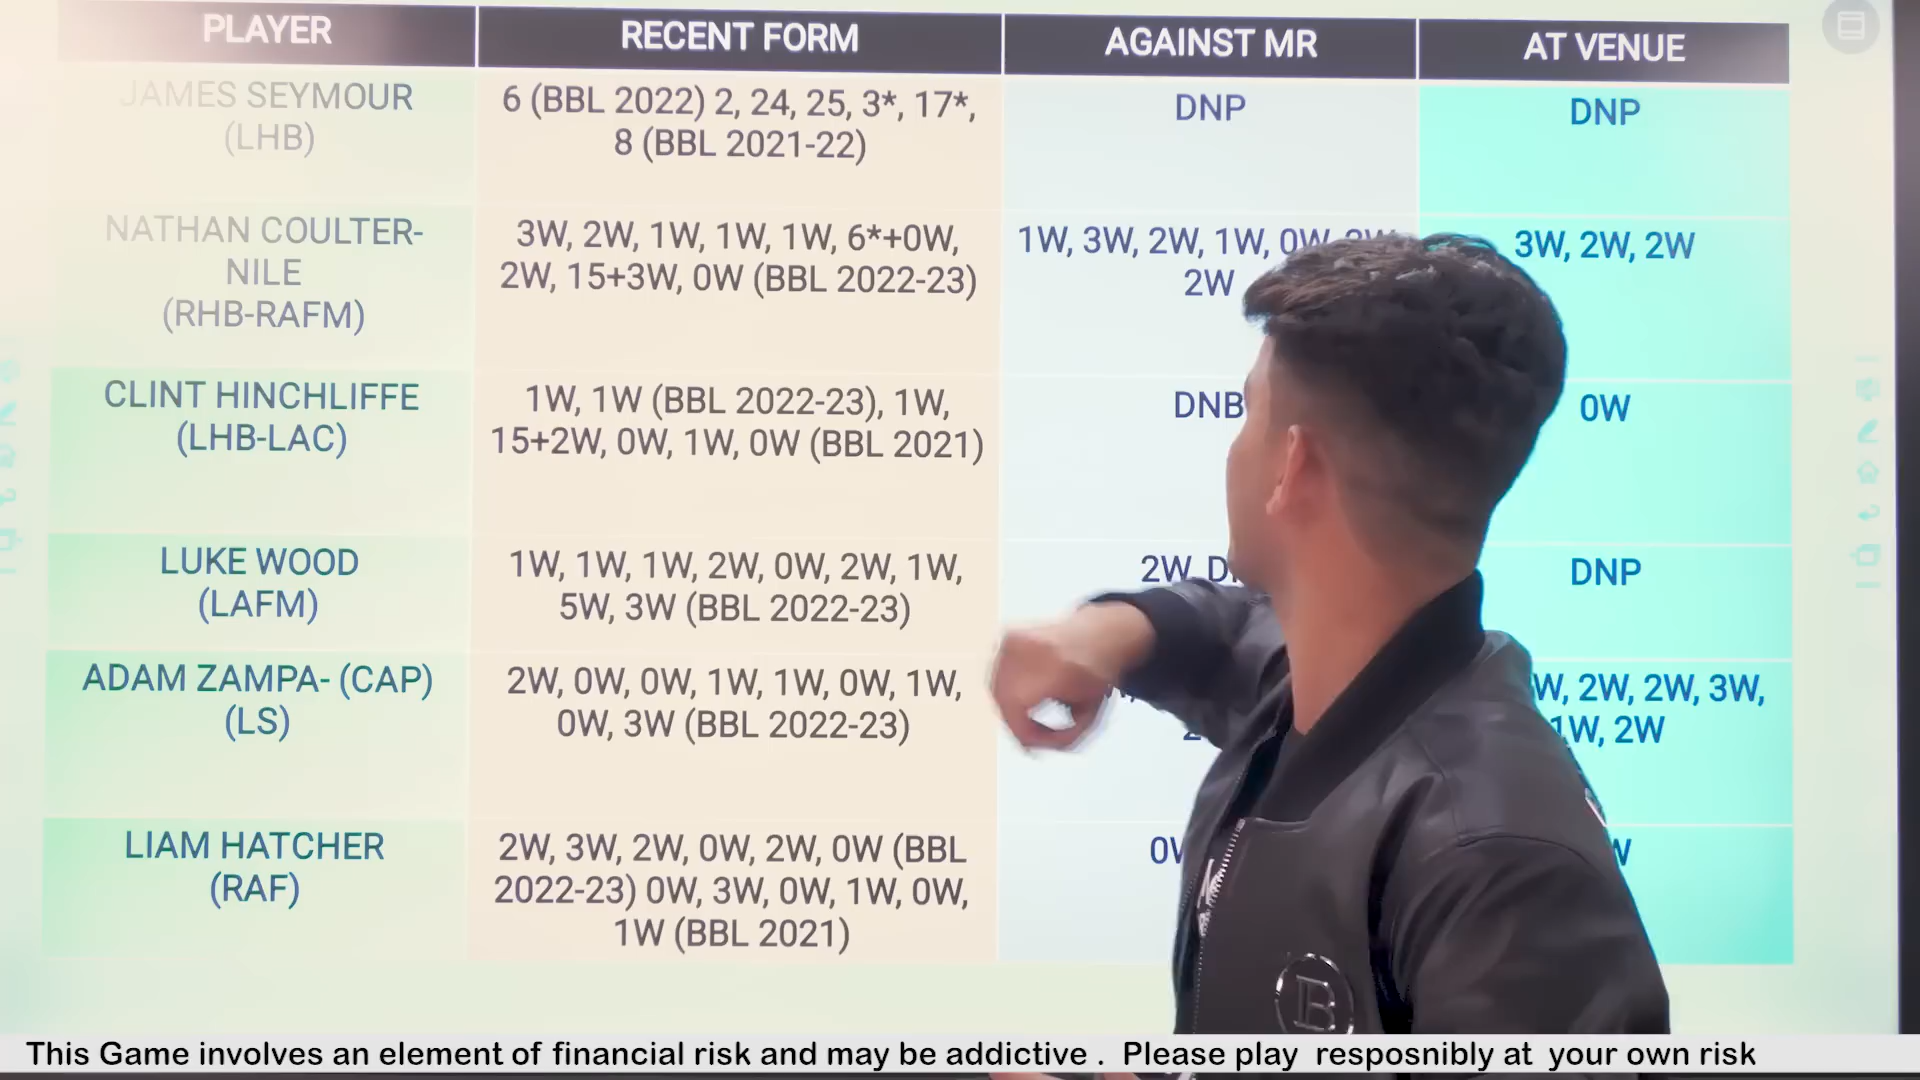 PLAYER RECENT FORM AGAINST MR AT VENUE
JAMES SEYMOUR
(LHB)
6 (BBL 2022) 2, 24, 25, 3*, 17*,
8 (BBL 2021-22)
DNP
DNP
NATHAN COULTER-
NILE
(RHB-RAFM)
3W, 2W, 1W, 1W, 1W, 6*+0W,
2W, 15+3W, 0W (BBL 2022-23)
1W, 3W, 2W, 1W, 0W,
2W
3W, 2W, 2W
CLINT HINCHLIFFE
(LHB-LAC)
1W, 1W (BBL 2022-23), 1W,
15+2W, 0W, 1W, 0W (BBL 2021)
DNB
0W
LUKE WOOD
(LAFM)
1W, 1W, 1W, 2W, 0W, 2W, 1W,
5W, 3W (BBL 2022-23)
2W,
DNP
ADAM ZAMPA- (CAP)
(LS)
2W, 0W, 0W, 1W, 1W, 0W, 1W,
0W, 3W (BBL 2022-23)
2W, 2W, 3W,
1W, 2W
LIAM HATCHER
(RAF)
2W, 3W, 2W, 0W, 2W, 0W (BBL
2022-23) 0W, 3W, 0W, 1W, 0W,
1W (BBL 2021)
B
This Game involves an element of financial risk and may be addictive . Please play resposnibly at your own risk